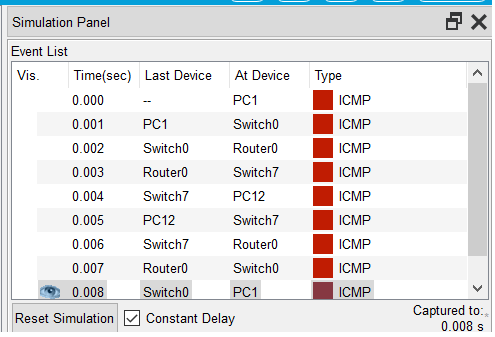 Simulation Panel
Event List
Vis. Time(sec) Last Device At Device Type
0.000 -- PC1 ICMP
0.001 PC1 Switch0 ICMP
0.002 Switch0 Router0 ICMP
0.003 Router0 Switch7 ICMP
0.004 Switch7 PC12 ICMP
0.005 PC12 Switch7 ICMP
0.006 Switch7 Router0 ICMP
0.007 Router0 Switch0 ICMP
0.008 Switch0 PC1 ICMP
Reset Simulation Constant Delay Captured to:
0.008 s